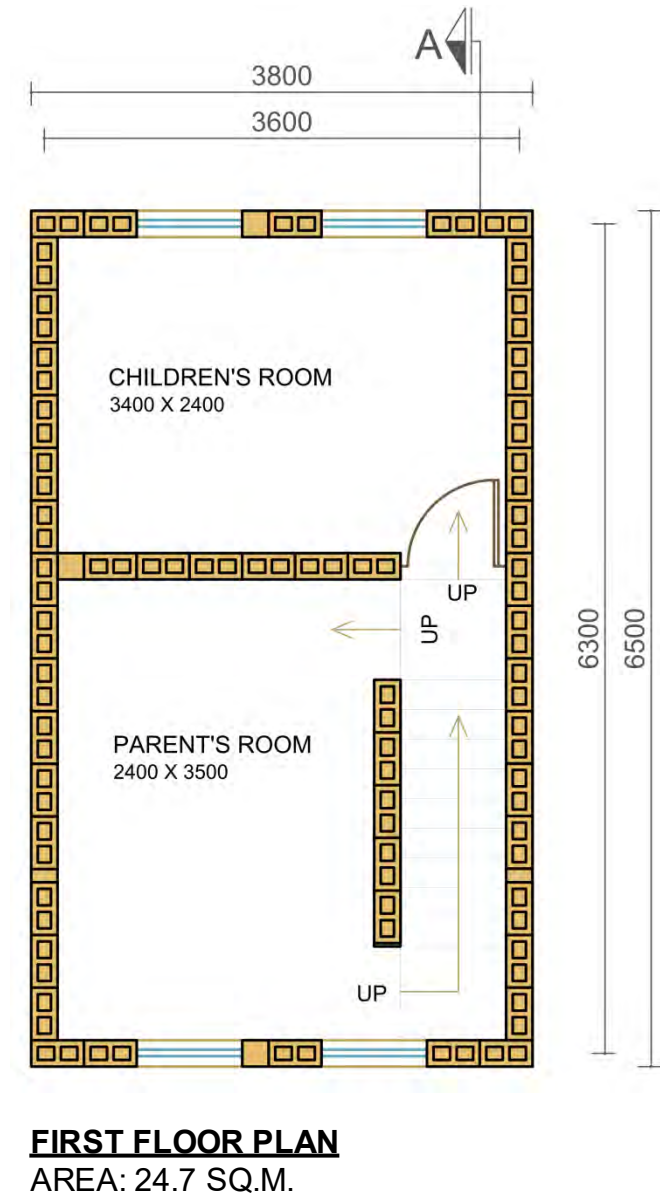 A
3800
3600
CHILDREN'S ROOM
3400 X 2400
UP
UP
6300
6500
PARENT'S ROOM
2400 X 3500
UP
FIRST FLOOR PLAN
AREA: 24.7 SQ.M.